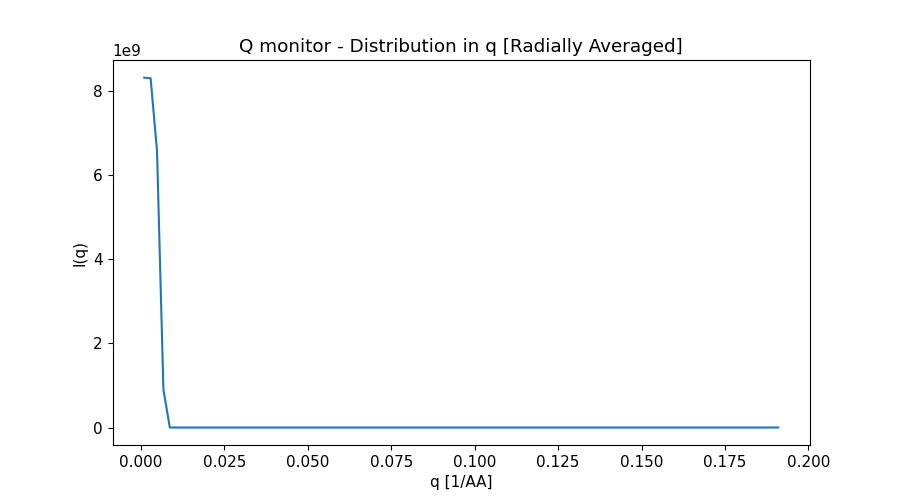 Q monitor - Distribution in q [Radially Averaged]
1e9
8
6
4
2
0
I(q)
0.000 0.025 0.050 0.075 0.100 0.125 0.150 0.175 0.200
q [1/AA]